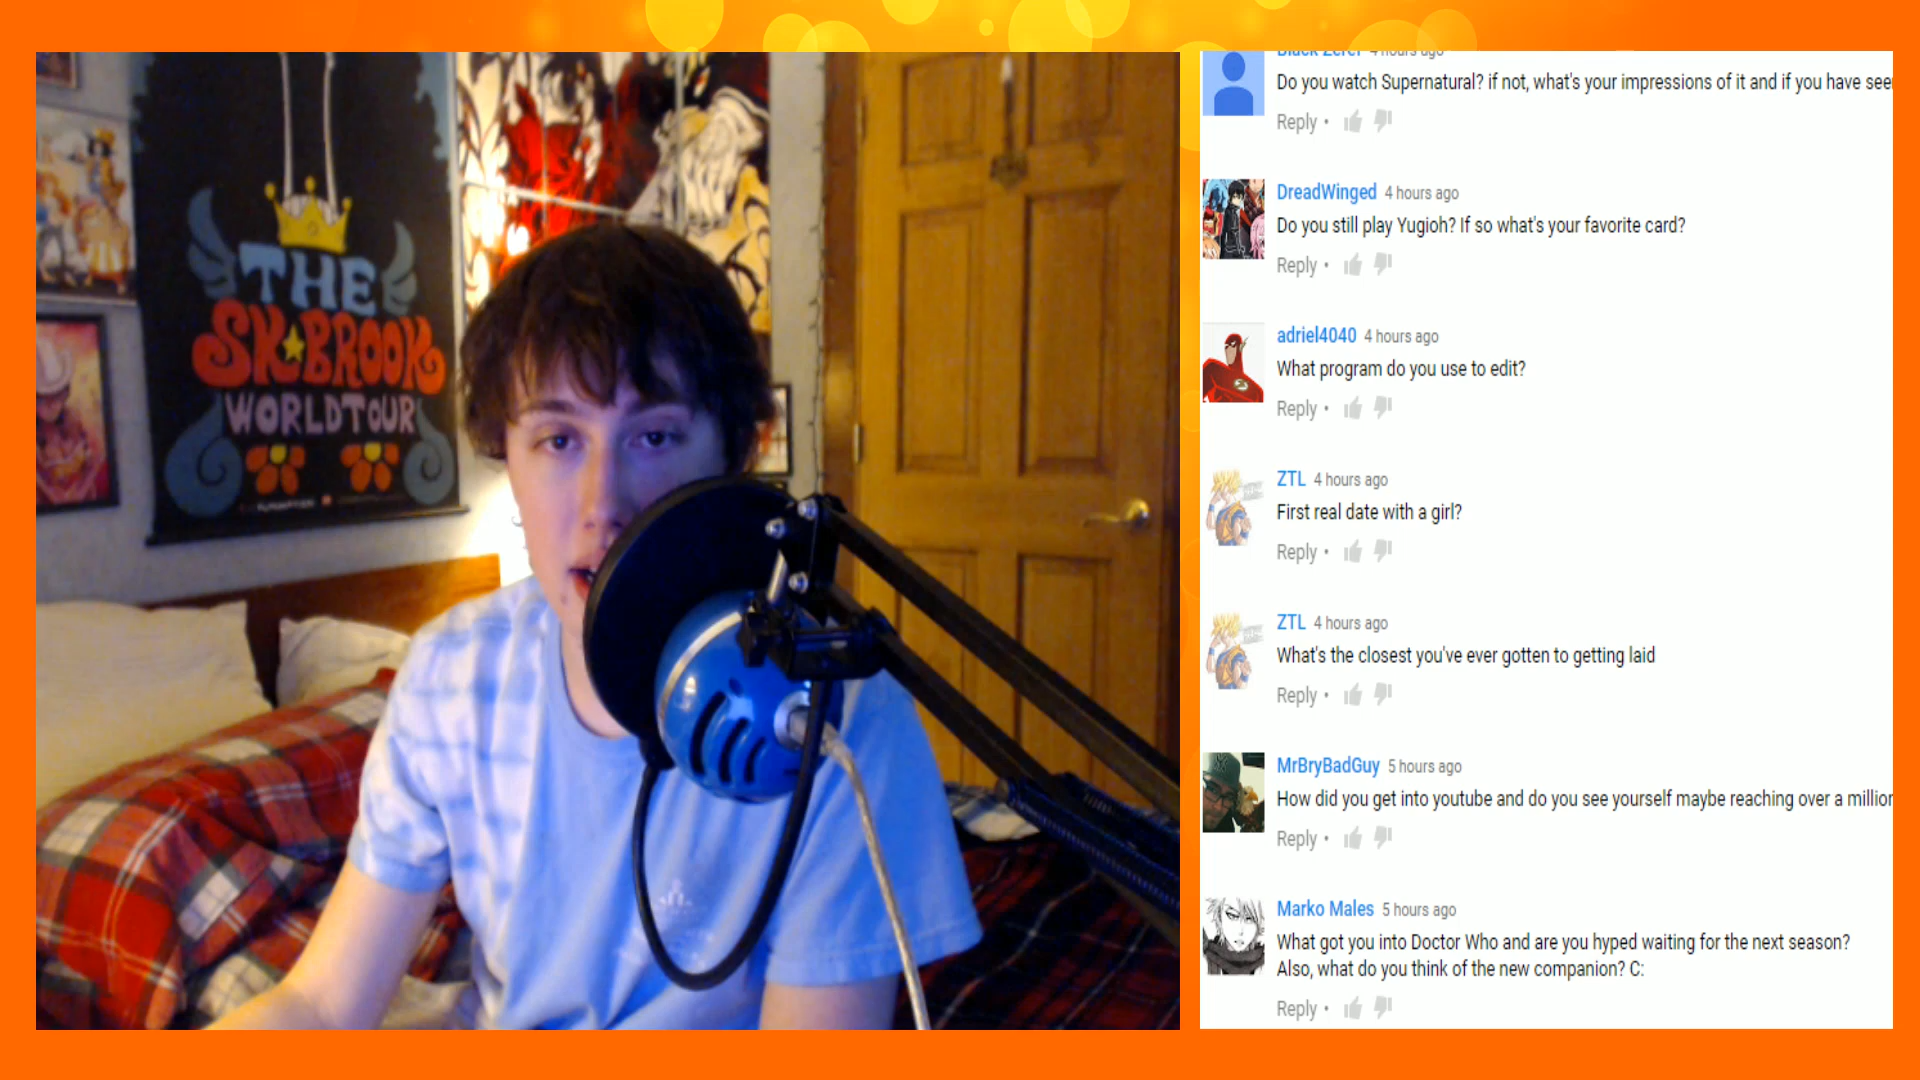 THE
SK★BROOK
WORLD TOUR
4 hours ago
Do you watch Supernatural? if not, what's your impressions of it and if you have see
Reply •
DreadWinged 4 hours ago
Do you still play Yugioh? If so what's your favorite card?
Reply •
adriel4040 4 hours ago
What program do you use to edit?
Reply •
ZTL 4 hours ago
First real date with a girl?
Reply •
ZTL 4 hours ago
What's the closest you've ever gotten to getting laid
Reply •
MrBryBadGuy 5 hours ago
How did you get into youtube and do you see yourself maybe reaching over a million
Reply •
Marko Males 5 hours ago
What got you into Doctor Who and are you hyped waiting for the next season?
Also, what do you think of the new companion? C:
Reply •